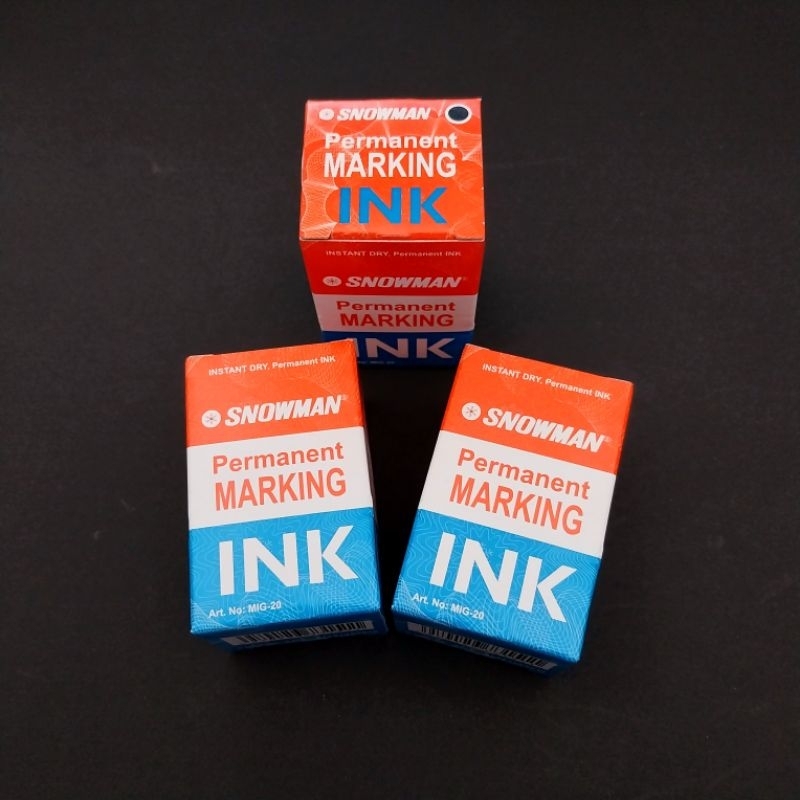 SNOWMAN
Permanent
MARKING
INK
INSTANT DRY, Permanent INK
SNOWMAN®
Permanent
MARKING
INK
INSTANT DRY, Permanent INK
SNOWMAN®
Permanent
MARKING
INK
Art. No: MIG-20
INSTANT DRY, Permanent INK
SNOWMAN®
Permanent
MARKING
INK
Art. No: MIG-20